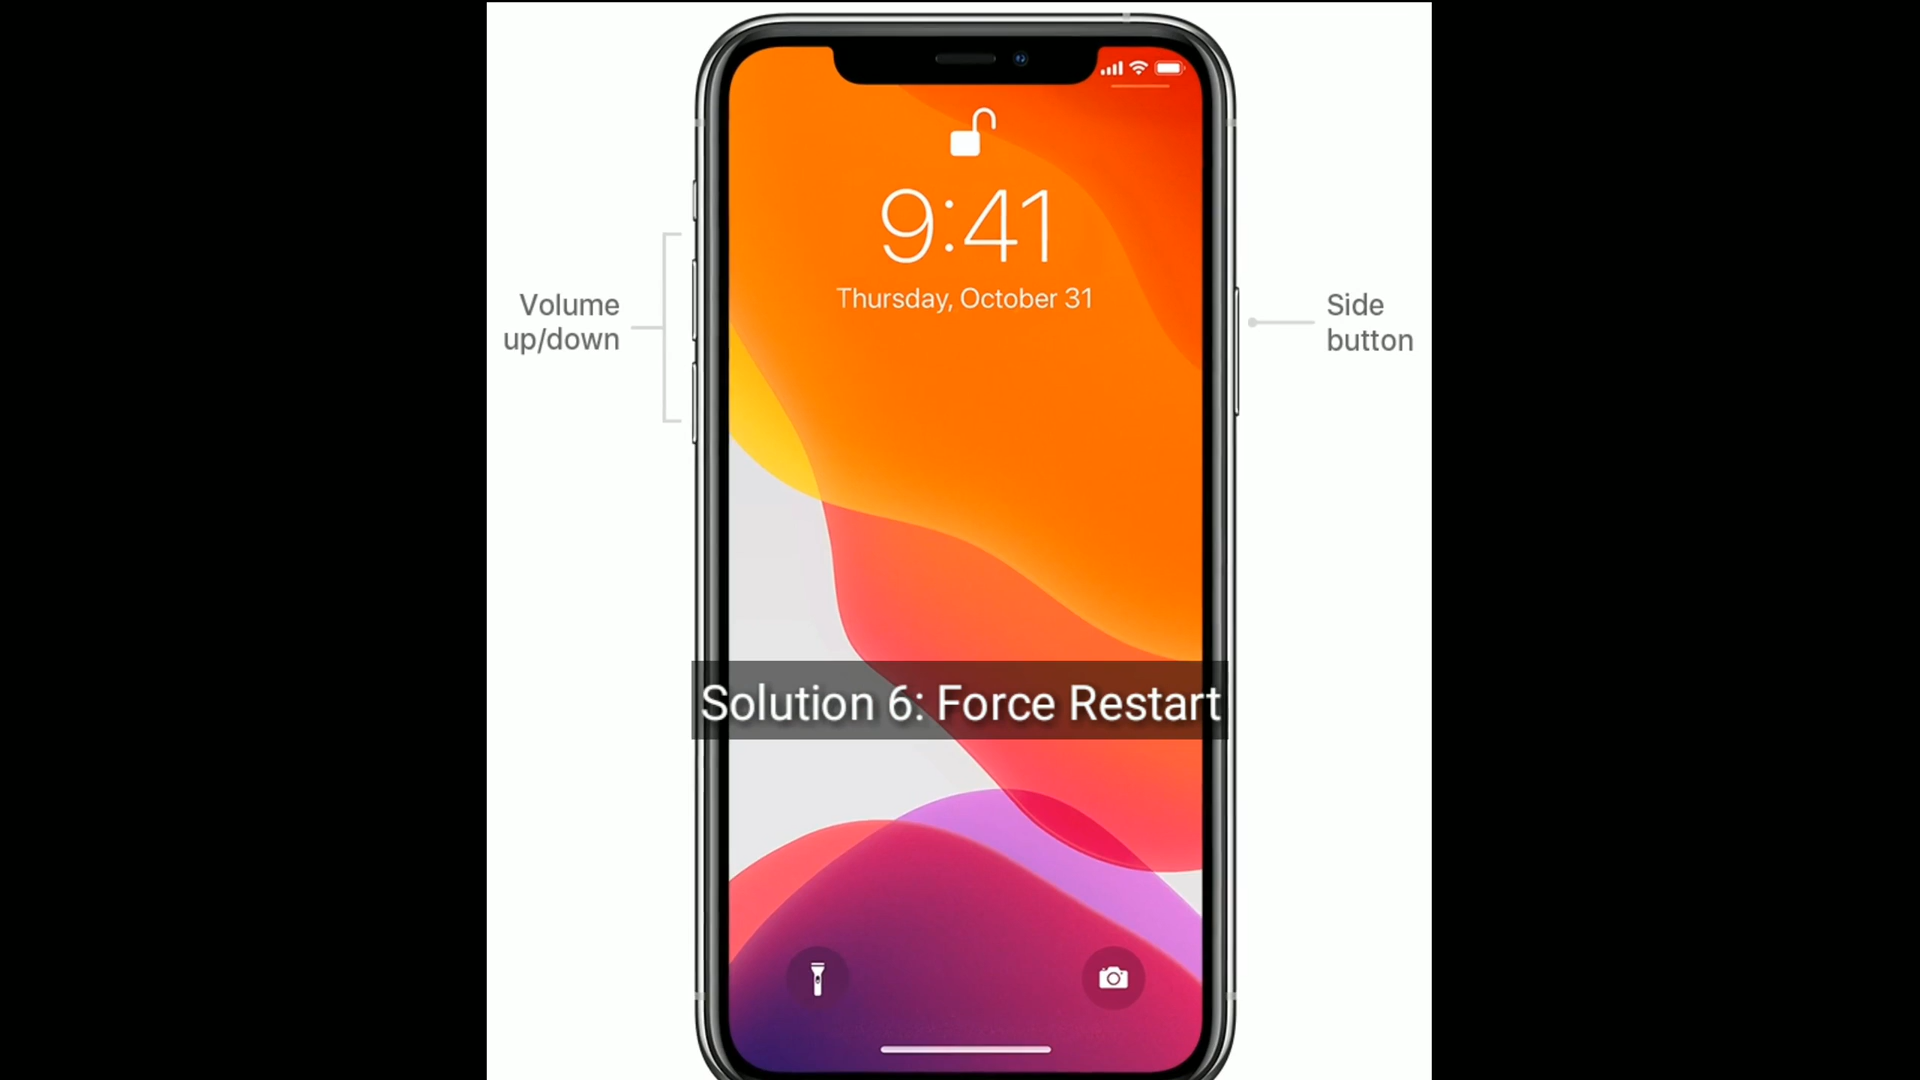 9:41
Thursday, October 31
Volume
up/down
Side
button
Solution 6: Force Restart